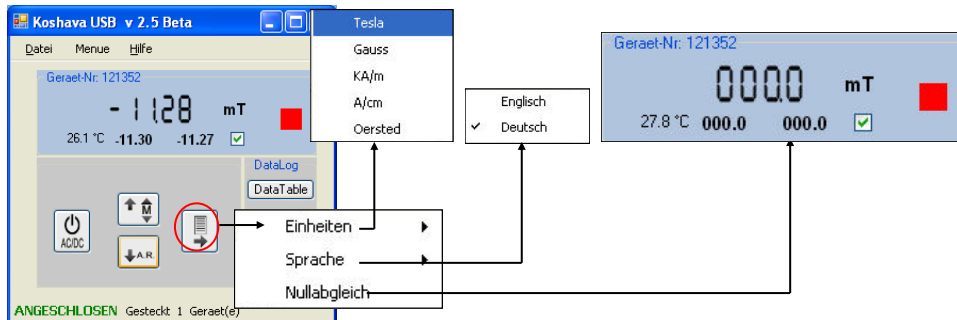 Koshava USB v 2.5 Beta
Datei Menue Hilfe
Geraet-Nr: 121352
- 11.28 mT
26.1 °C -11.30 -11.27
DataLog
DataTable
M
AC/DC
A.R.
ANGESCHLOSEN Gesteckt 1 Geraet(e)
Tesla
Gauss
KA/m
A/cm
Oersted
Englisch
Deutsch
Einheiten
Sprache
Nullabgleich
Geraet-Nr: 121352
000.0 mT
27.8 °C 000.0 000.0